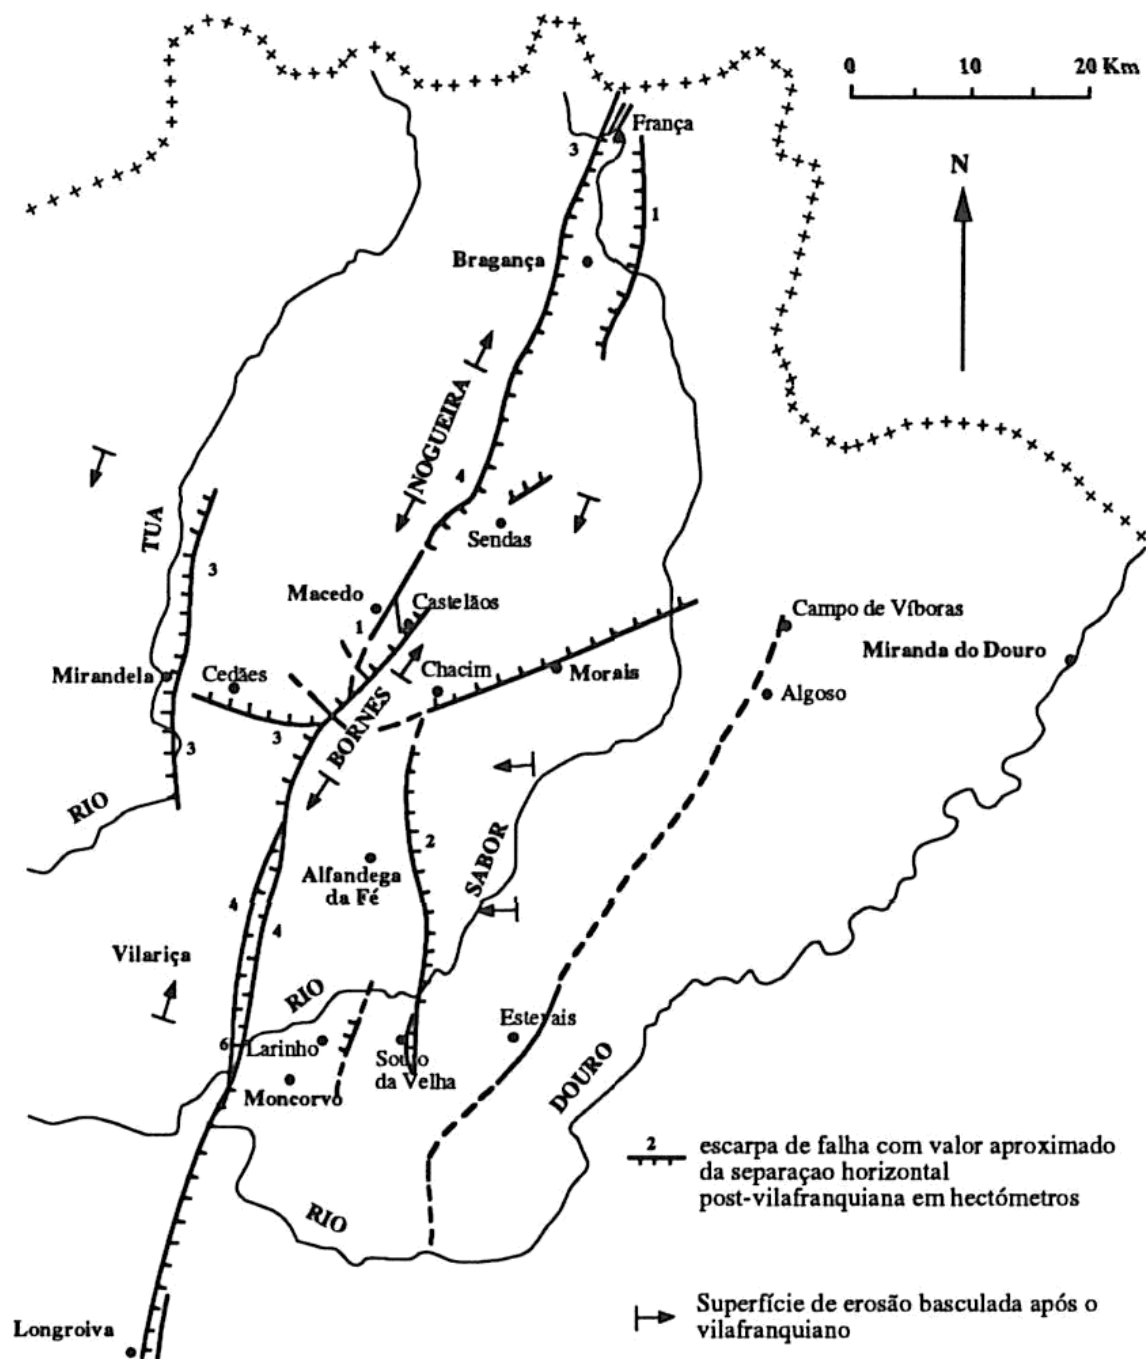 0 10 20 Km
França
3
N
1
Bragança
NOGUEIRA
4
TUA
Sendas
3
Macedo
Castelãos
Campo de Víboras
1
Miranda do Douro
Mirandela
Cedães
Chacim
Morais
Algoso
BORNES
3
3
RIO
2
SABOR
Alfandega
da Fé
4
4
Vilariça
RIO
Esterais
6
Larinho
Souto
da Velha
Moncorvo
DOURO
2
escarpa de falha com valor aproximado
da separaçao horizontal
post-vilafranquiana em hectómetros
RIO
Superfície de erosão basculada após o
vilafranquiano
Longroiva